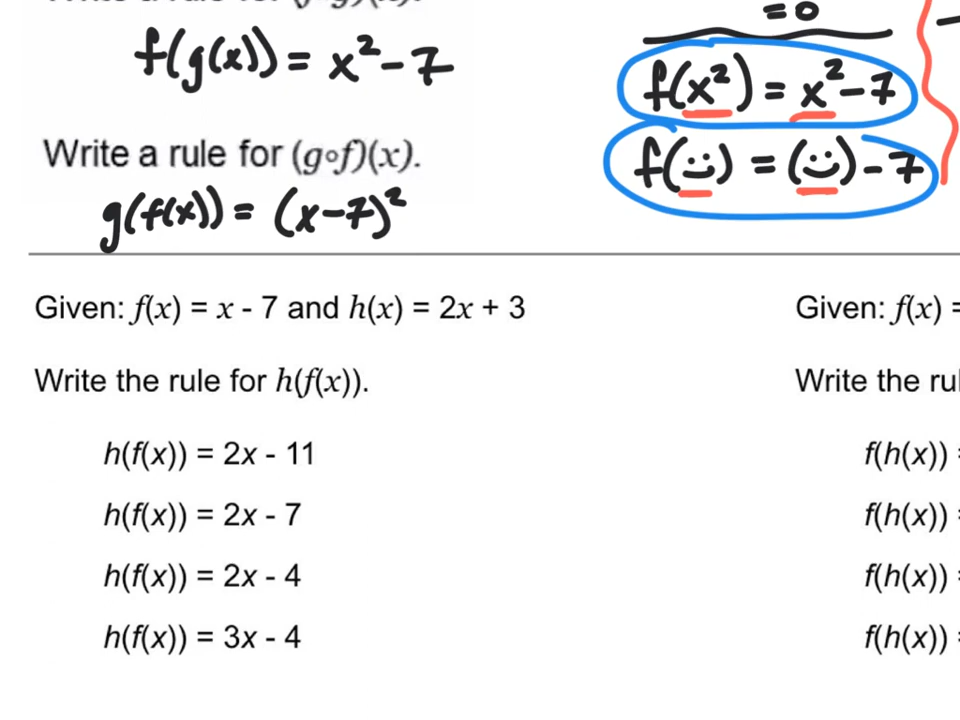 f(g(x)) = x² - 7
Write a rule for (g∘f)(x).
g(f(x)) = (x-7)²
= 0
f(x²) = x² - 7
f(☺) = (☺) - 7
Given: f(x) = x - 7 and h(x) = 2x + 3
Write the rule for h(f(x)).
h(f(x)) = 2x - 11
h(f(x)) = 2x - 7
h(f(x)) = 2x - 4
h(f(x)) = 3x - 4
Given: f(x) =
Write the
f(h(x))
f(h(x))
f(h(x))
f(h(x))